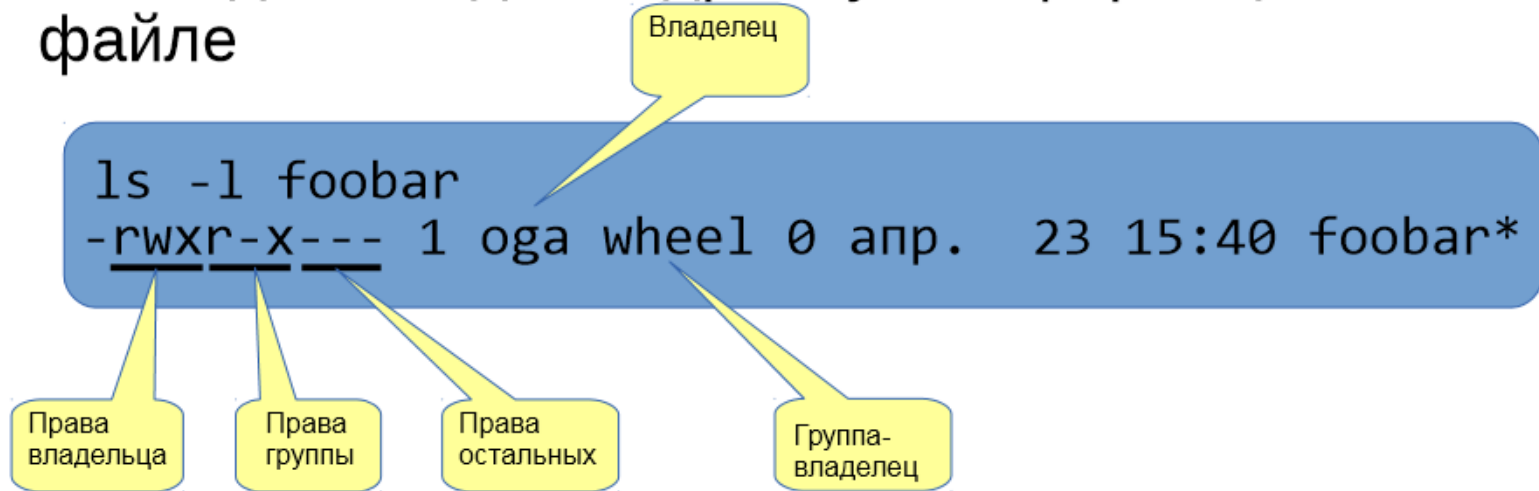 файле
Владелец
ls -l foobar
-rwxr-x--- 1 oga wheel 0 апр.  23 15:40 foobar*
Права
владельца
Права
группы
Права
остальных
Группа-
владелец